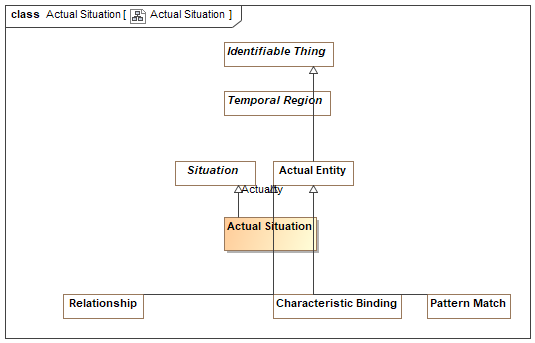 class Actual Situation [ Actual Situation ]
Identifiable Thing
Temporal Region
Situation
Actual Entity
Actuality
Actual Situation
Relationship
Characteristic Binding
Pattern Match